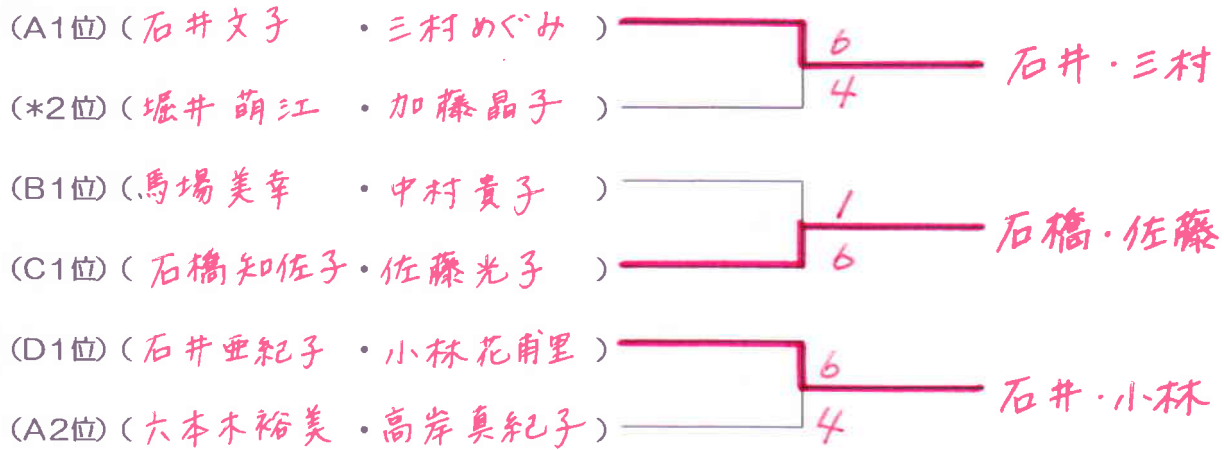 (A1位) ( 石井文子 ・ 三村めぐみ ) 6 石井・三村
(*2位) ( 堀井萌江 ・ 加藤晶子 ) 4
(B1位) ( 馬場美幸 ・ 中村貴子 ) 1 石橋・佐藤
(C1位) ( 石橋知佐子 ・ 佐藤光子 ) 6
(D1位) ( 石井亜紀子 ・ 小林花甫里 ) 6 石井・小林
(A2位) ( 六本木裕美 ・ 高岸真紀子 ) 4